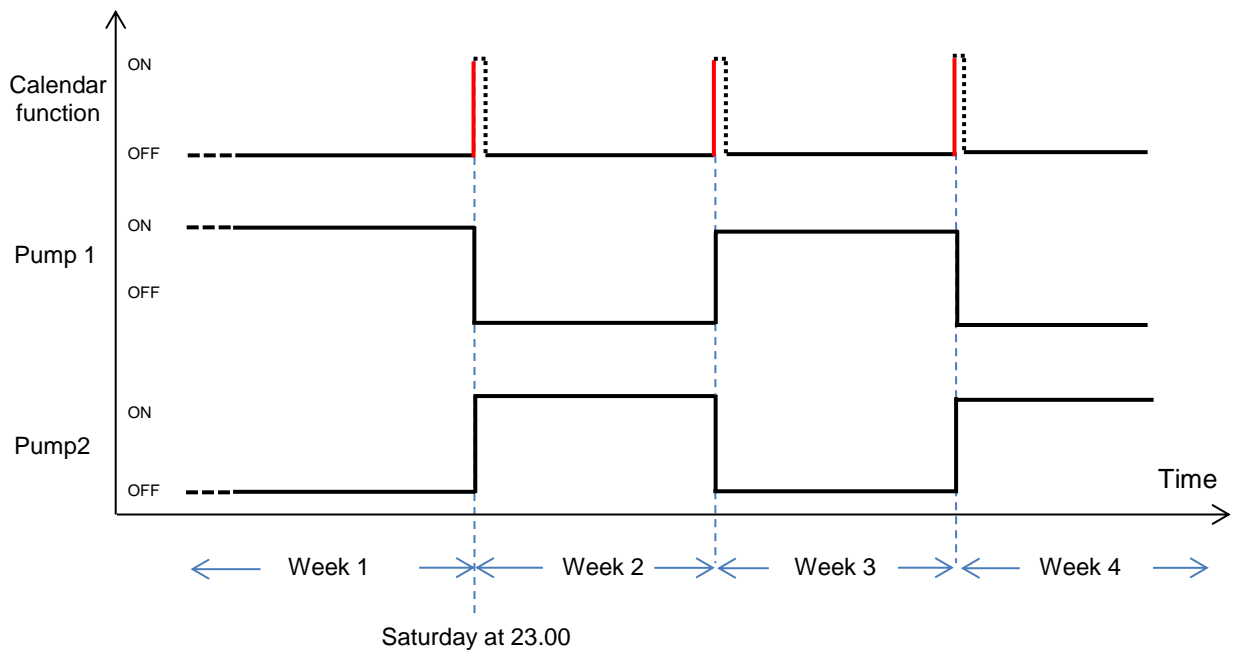 ON
Calendar
function
OFF
ON
Pump 1
OFF
ON
Pump2
OFF
Time
Week 1
Week 2
Week 3
Week 4
Saturday at 23.00